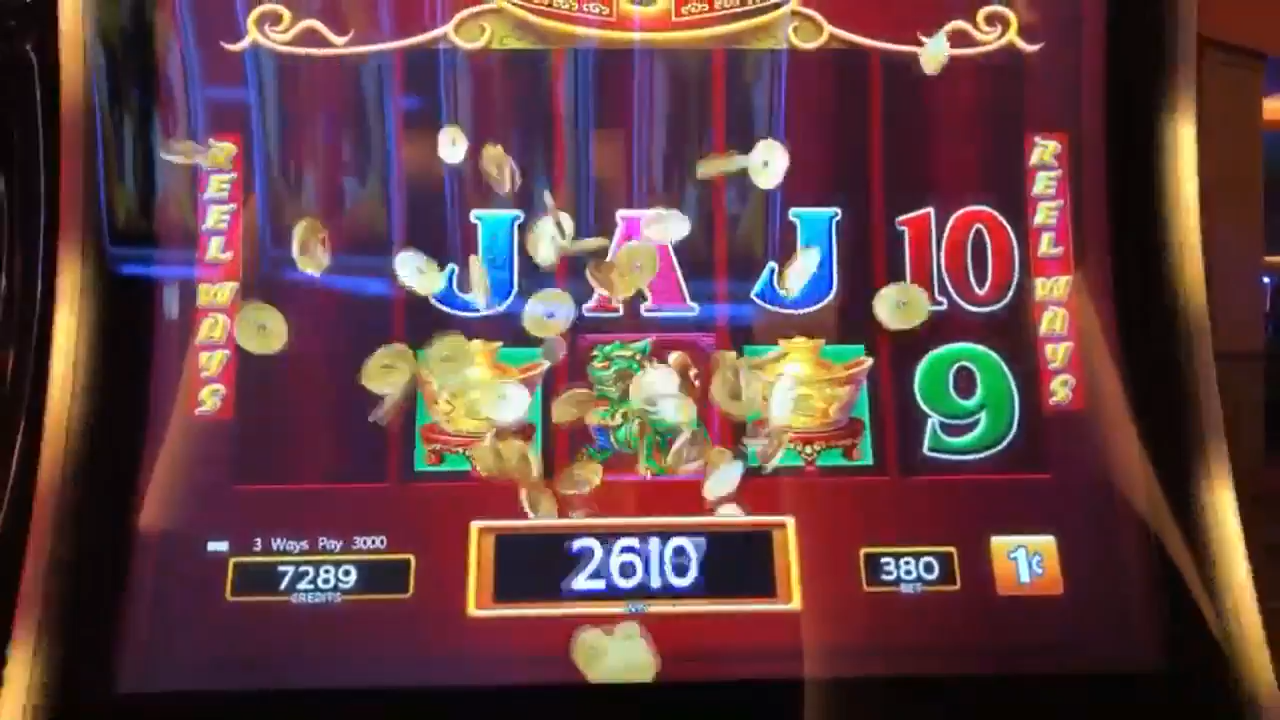 REEL WAYS
REEL WAYS
J A J 10
9
3 Ways Pay 3000
7289
CREDITS
2610
380
BET
1¢